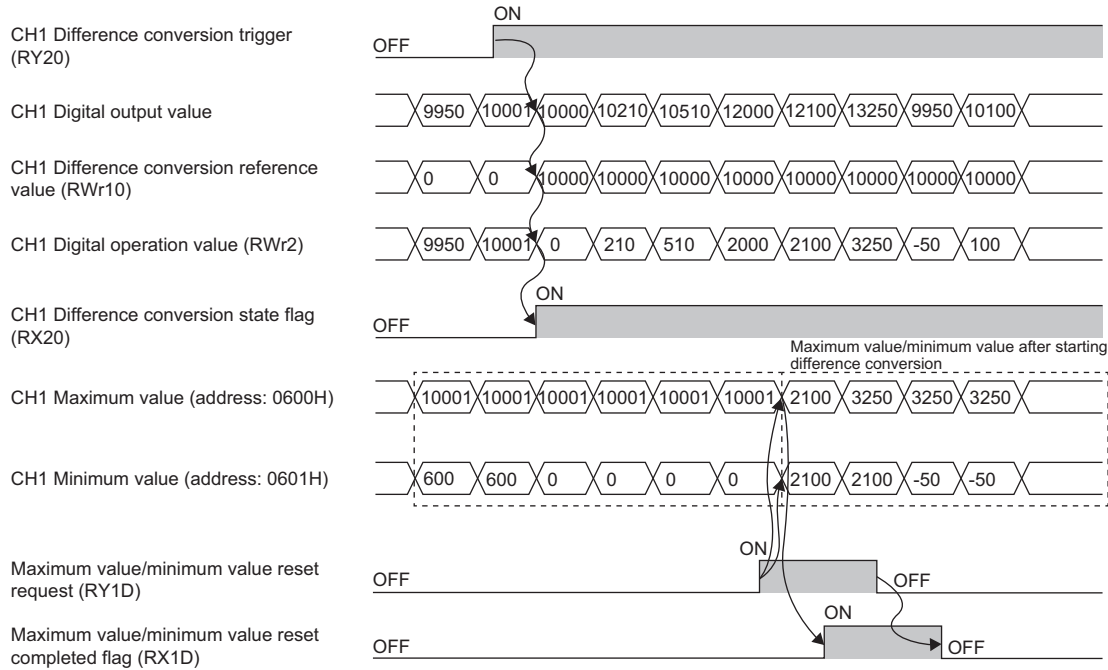 ON
CH1 Difference conversion trigger
(RY20)
OFF
CH1 Digital output value
9950 10001 10000 10210 10510 12000 12100 13250 9950 10100
CH1 Difference conversion reference
value (RWr10)
0 0 10000 10000 10000 10000 10000 10000 10000 10000
CH1 Digital operation value (RWr2)
9950 10001 0 210 510 2000 2100 3250 -50 100
ON
CH1 Difference conversion state flag
(RX20)
OFF
Maximum value/minimum value after starting
difference conversion
CH1 Maximum value (address: 0600H)
10001 10001 10001 10001 10001 10001 2100 3250 3250 3250
CH1 Minimum value (address: 0601H)
600 600 0 0 0 0 2100 2100 -50 -50
ON
Maximum value/minimum value reset
request (RY1D)
OFF OFF
ON
Maximum value/minimum value reset
completed flag (RX1D)
OFF OFF